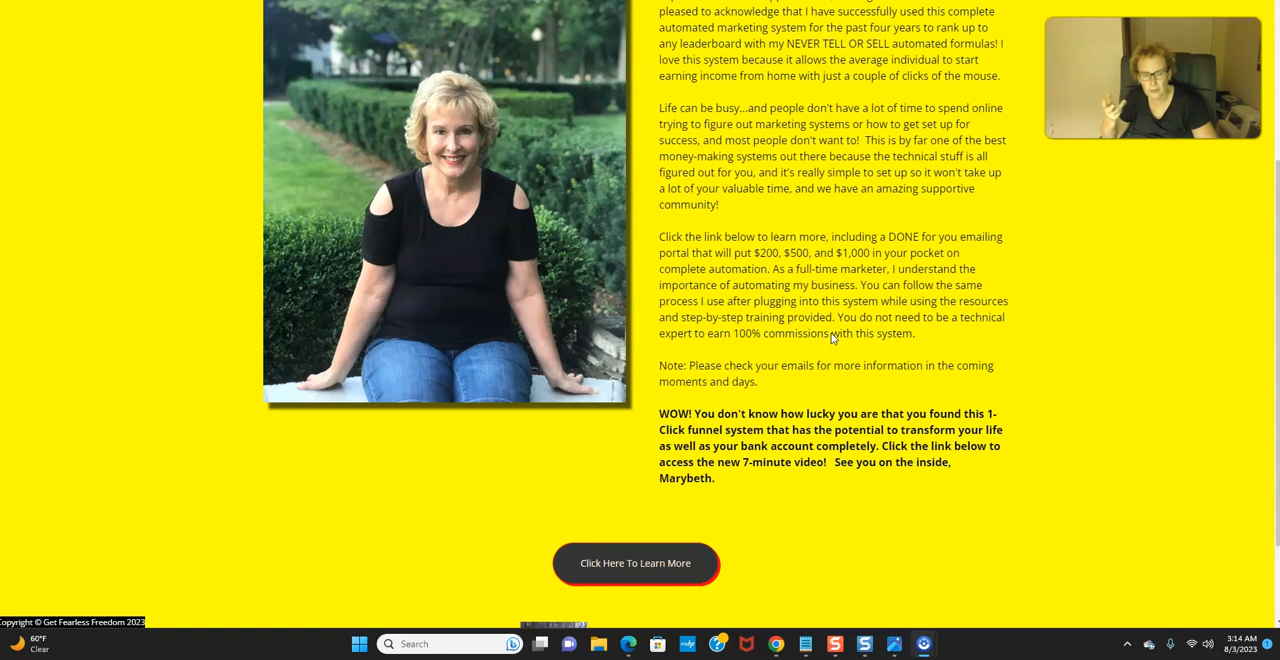 pleased to acknowledge that I have successfully used this complete
automated marketing system for the past four years to rank up to
any leaderboard with my NEVER TELL OR SELL automated formulas! I
love this system because it allows the average individual to start
earning income from home with just a couple of clicks of the mouse.
Life can be busy...and people don't have a lot of time to spend online
trying to figure out marketing systems or how to get set up for
success, and most people don't want to!  This is by far one of the best
money-making systems out there because the technical stuff is all
figured out for you, and it's really simple to set up so it won't take up
a lot of your valuable time, and we have an amazing supportive
community!
Click the link below to learn more, including a DONE for you emailing
portal that will put $200, $500, and $1,000 in your pocket on
complete automation. As a full-time marketer, I understand the
importance of automating my business. You can follow the same
process I use after plugging into this system while using the resources
and step-by-step training provided. You do not need to be a technical
expert to earn 100% commissions with this system.
Note: Please check your emails for more information in the coming
moments and days.
WOW! You don't know how lucky you are that you found this 1-
Click funnel system that has the potential to transform your life
as well as your bank account completely. Click the link below to
access the new 7-minute video!   See you on the inside,
Marybeth.
Click Here To Learn More
Copyright © Get Fearless Freedom 2023
60°F
Clear
Search
3:14 AM
8/3/2023